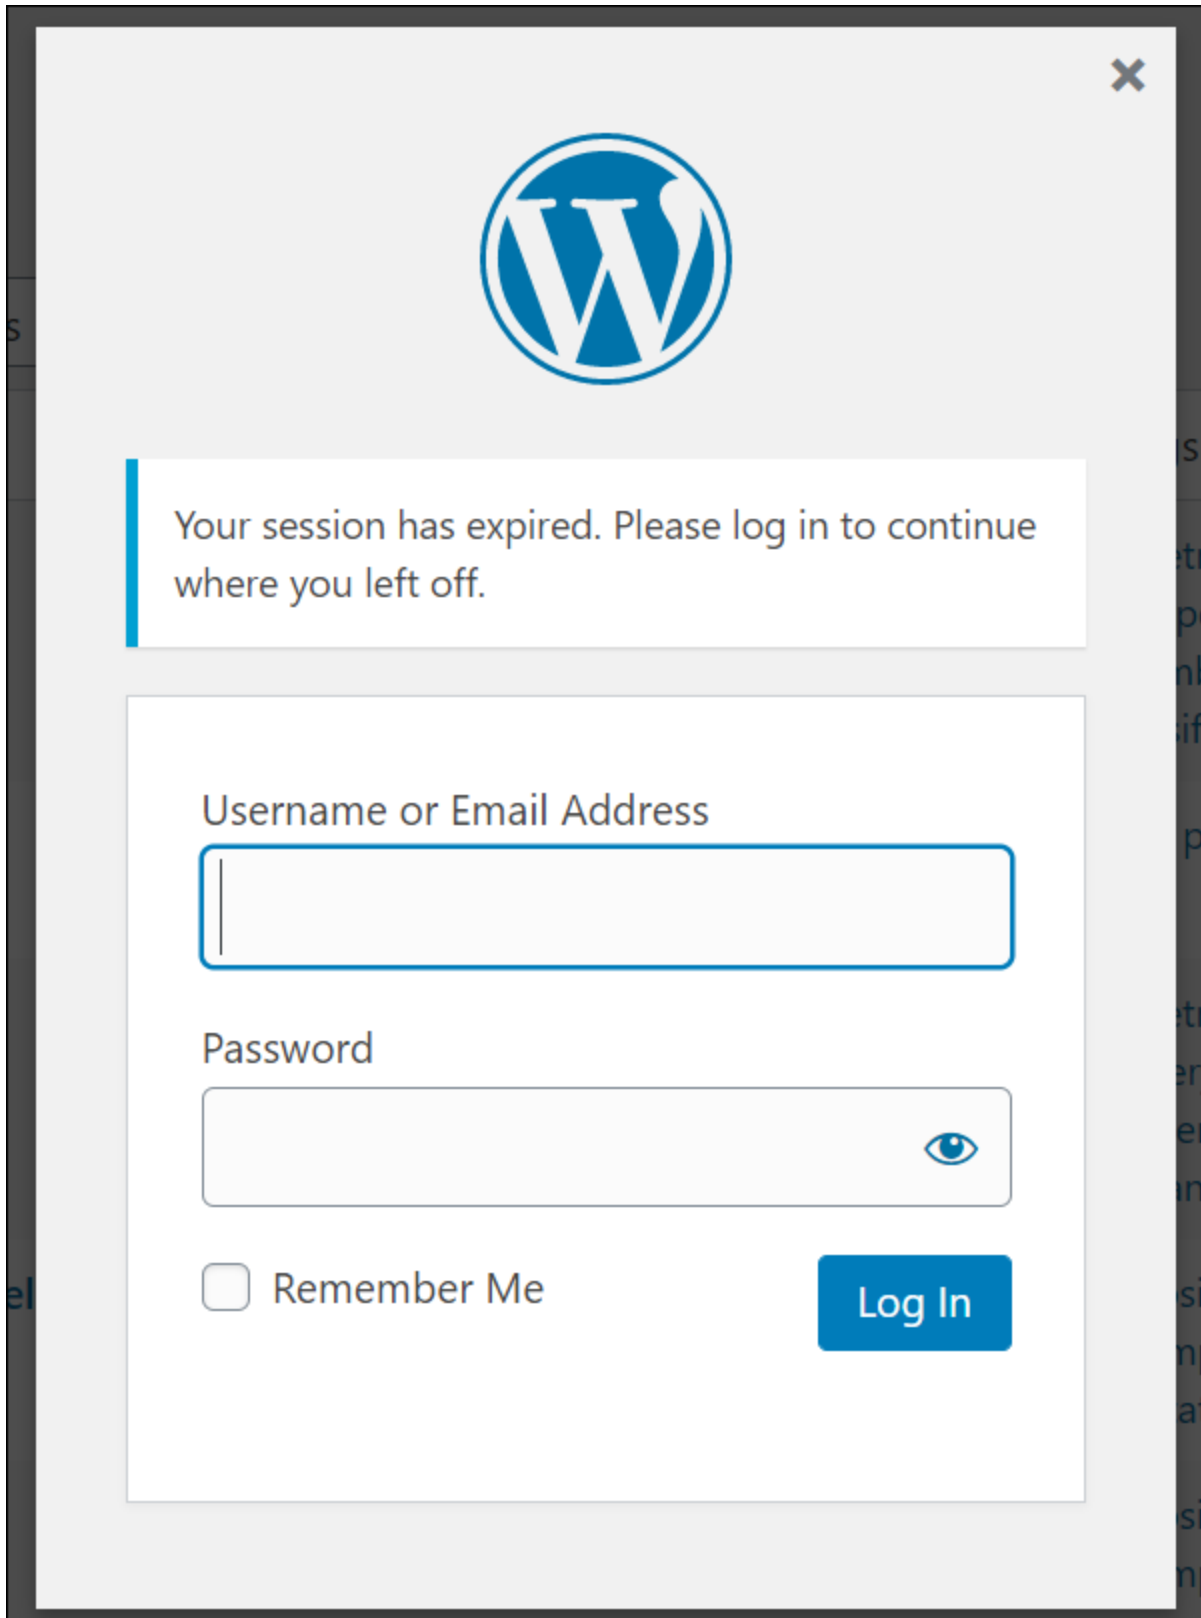 Your session has expired. Please log in to continue
where you left off.
Username or Email Address
Password
Remember Me
Log In